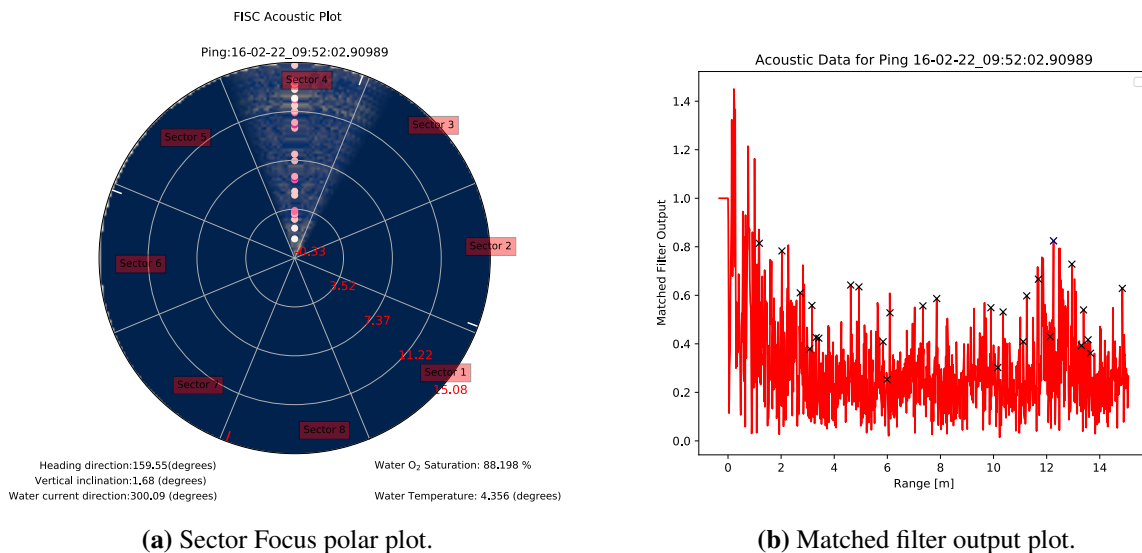 FISC Acoustic Plot
Ping:16-02-22_09:52:02.90989
Sector 4
Sector 3
Sector 5
Sector 2
Sector 6
-0.33
3.52
7.37
11.22
Sector 1
15.08
Sector 7
Sector 8
Heading direction:159.55(degrees)
Vertical inclination:1.68 (degrees)
Water current direction:300.09 (degrees)
Water O₂ Saturation: 88.198 %
Water Temperature: 4.356 (degrees)
(a) Sector Focus polar plot.
Acoustic Data for Ping 16-02-22_09:52:02.90989
Matched Filter Output
1.4
1.2
1.0
0.8
0.6
0.4
0.2
0.0
0 2 4 6 8 10 12 14
Range [m]
(b) Matched filter output plot.